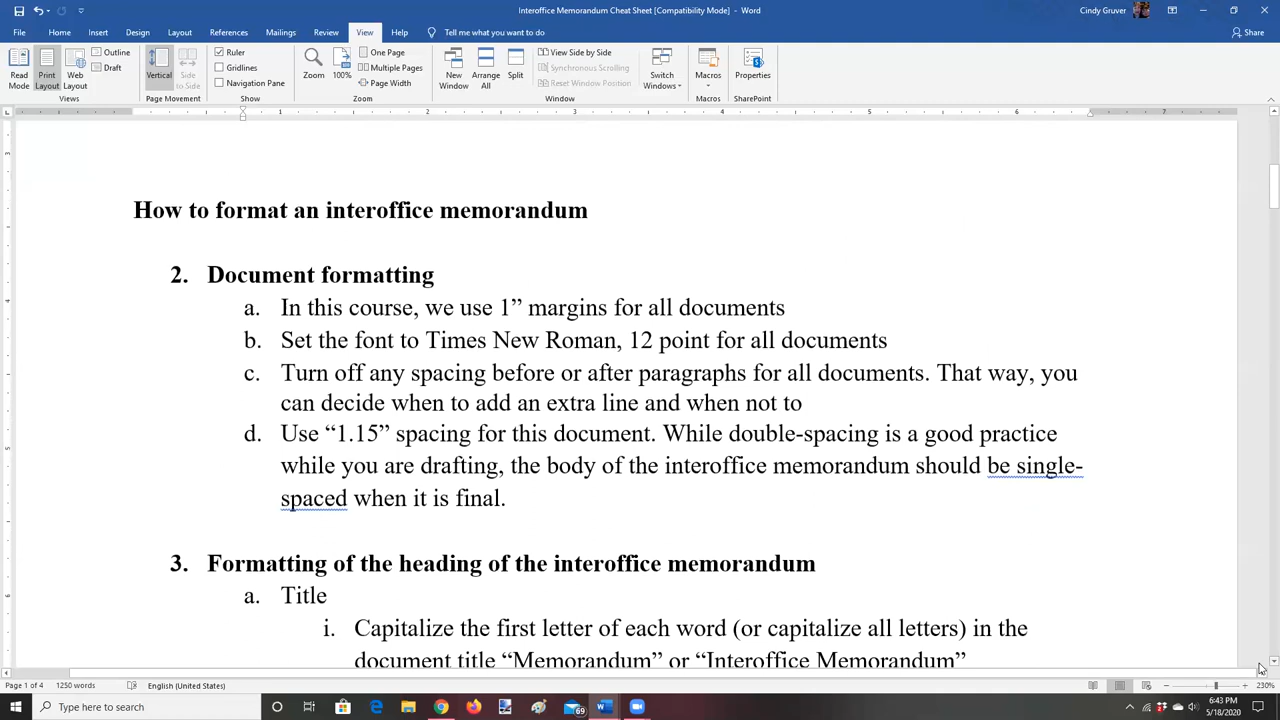 Interoffice Memorandum Cheat Sheet [Compatibility Mode] - Word
Cindy Gruver
File Home Insert Design Layout References Mailings Review View Help Tell me what you want to do Share
Read Mode
Print Layout
Web Layout
Outline
Draft
Views
Vertical
Side to Side
Page Movement
Ruler
Gridlines
Navigation Pane
Show
Zoom
100%
One Page
Multiple Pages
Page Width
Zoom
New Window
Arrange All
Split
View Side by Side
Synchronous Scrolling
Reset Window Position
Window
Switch Windows
Macros
Macros
Properties
SharePoint
1 2 3 4 5 6 7
How to format an interoffice memorandum
2. Document formatting
a. In this course, we use 1” margins for all documents
b. Set the font to Times New Roman, 12 point for all documents
c. Turn off any spacing before or after paragraphs for all documents. That way, you
can decide when to add an extra line and when not to
d. Use “1.15” spacing for this document. While double-spacing is a good practice
while you are drafting, the body of the interoffice memorandum should be single-
spaced when it is final.
3. Formatting of the heading of the interoffice memorandum
a. Title
i. Capitalize the first letter of each word (or capitalize all letters) in the
document title “Memorandum” or “Interoffice Memorandum”
Page 1 of 4 1250 words English (United States) 230%
Type here to search
69
6:43 PM
5/18/2020